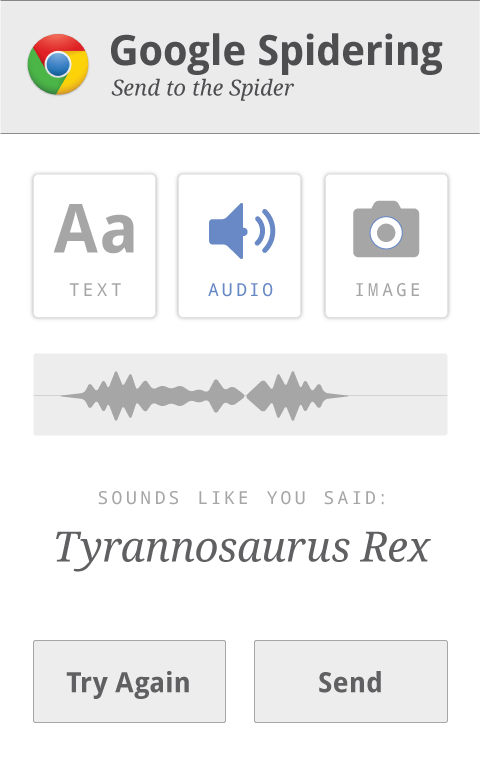 Google Spidering
Send to the Spider
Aa
TEXT
AUDIO
IMAGE
SOUNDS LIKE YOU SAID:
Tyrannosaurus Rex
Try Again
Send